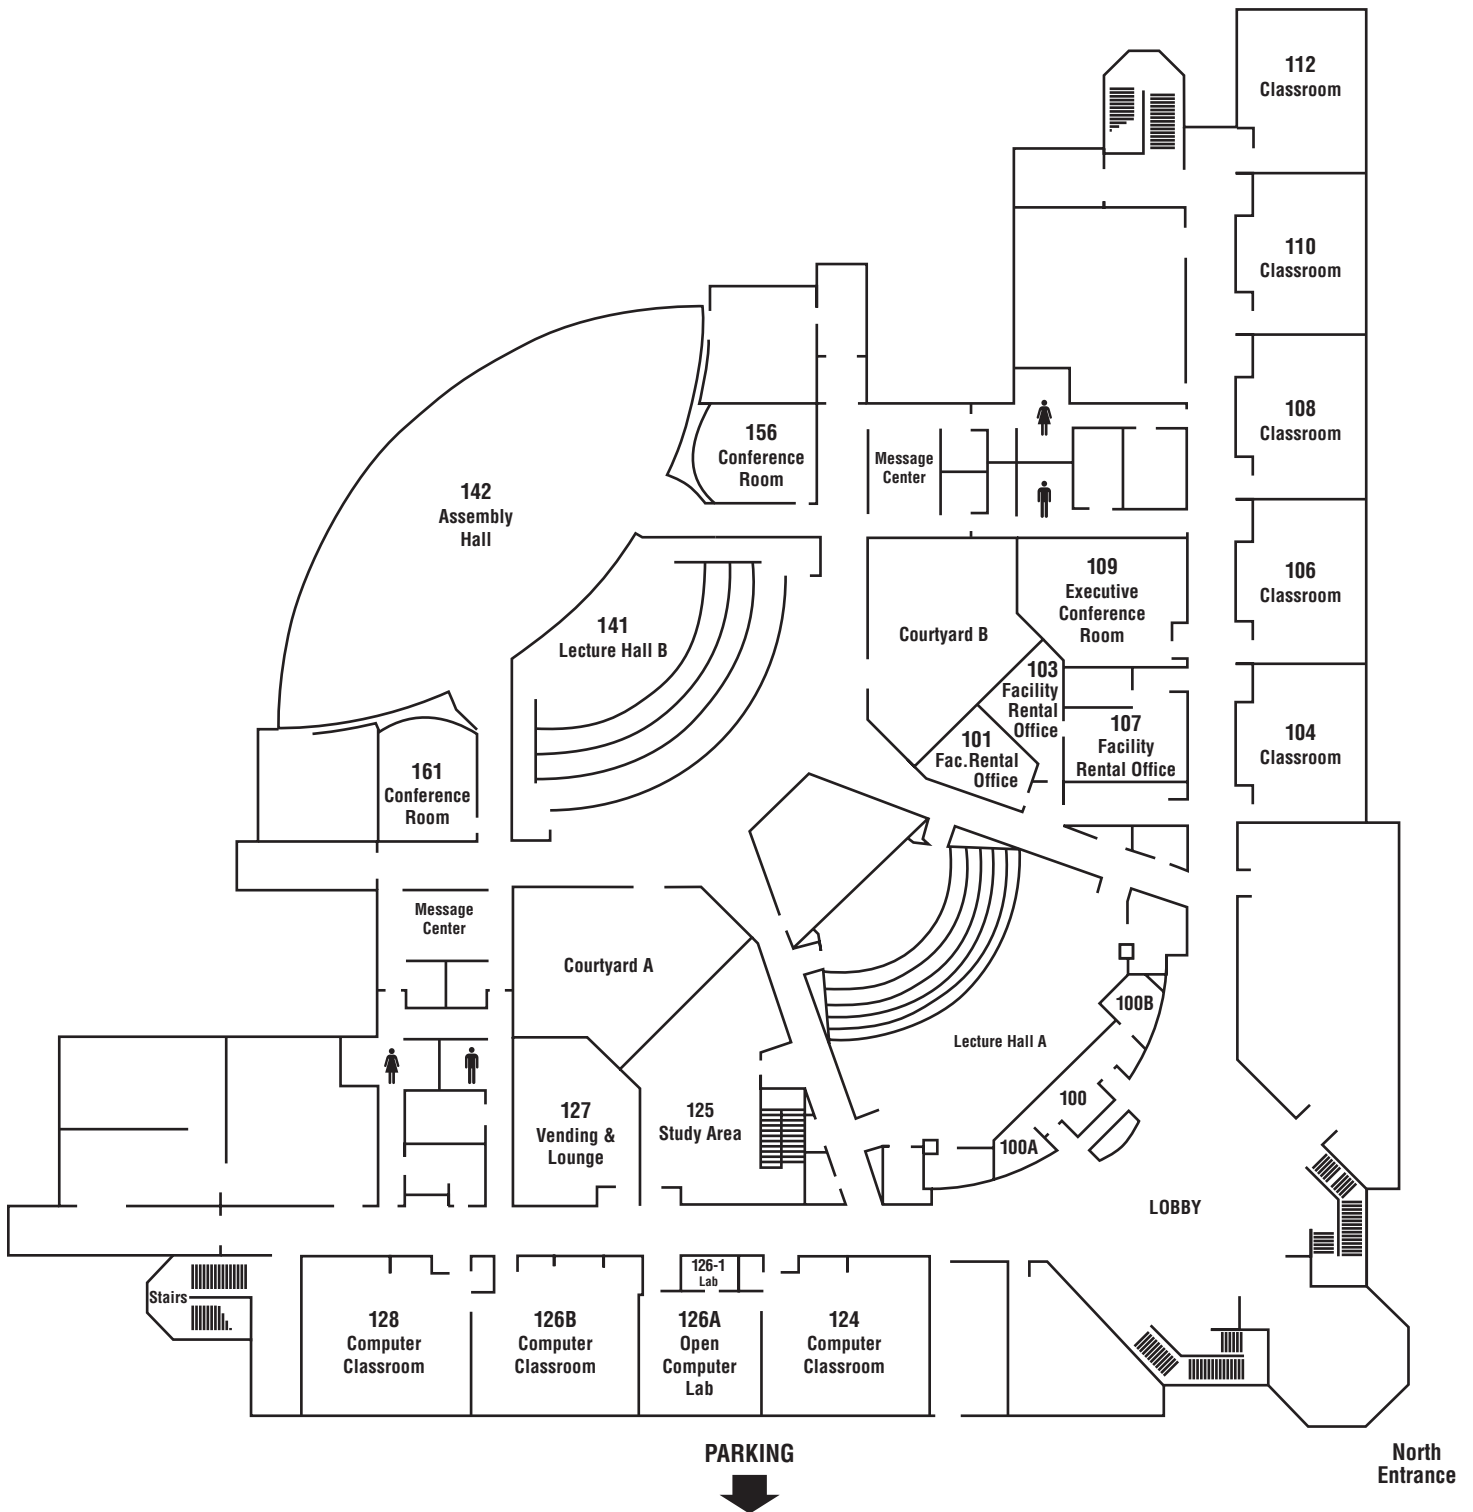 112
Classroom
110
Classroom
108
Classroom
156
Conference
Room
Message
Center
142
Assembly
Hall
109
Executive
Conference
Room
106
Classroom
141
Lecture Hall B
Courtyard B
103
Facility
Rental
Office
107
Facility
Rental Office
104
Classroom
101
Fac.Rental
Office
161
Conference
Room
Message
Center
Courtyard A
100B
Lecture Hall A
100
100A
127
Vending &
Lounge
125
Study Area
LOBBY
Stairs
126-1
Lab
128
Computer
Classroom
126B
Computer
Classroom
126A
Open
Computer
Lab
124
Computer
Classroom
PARKING
North
Entrance